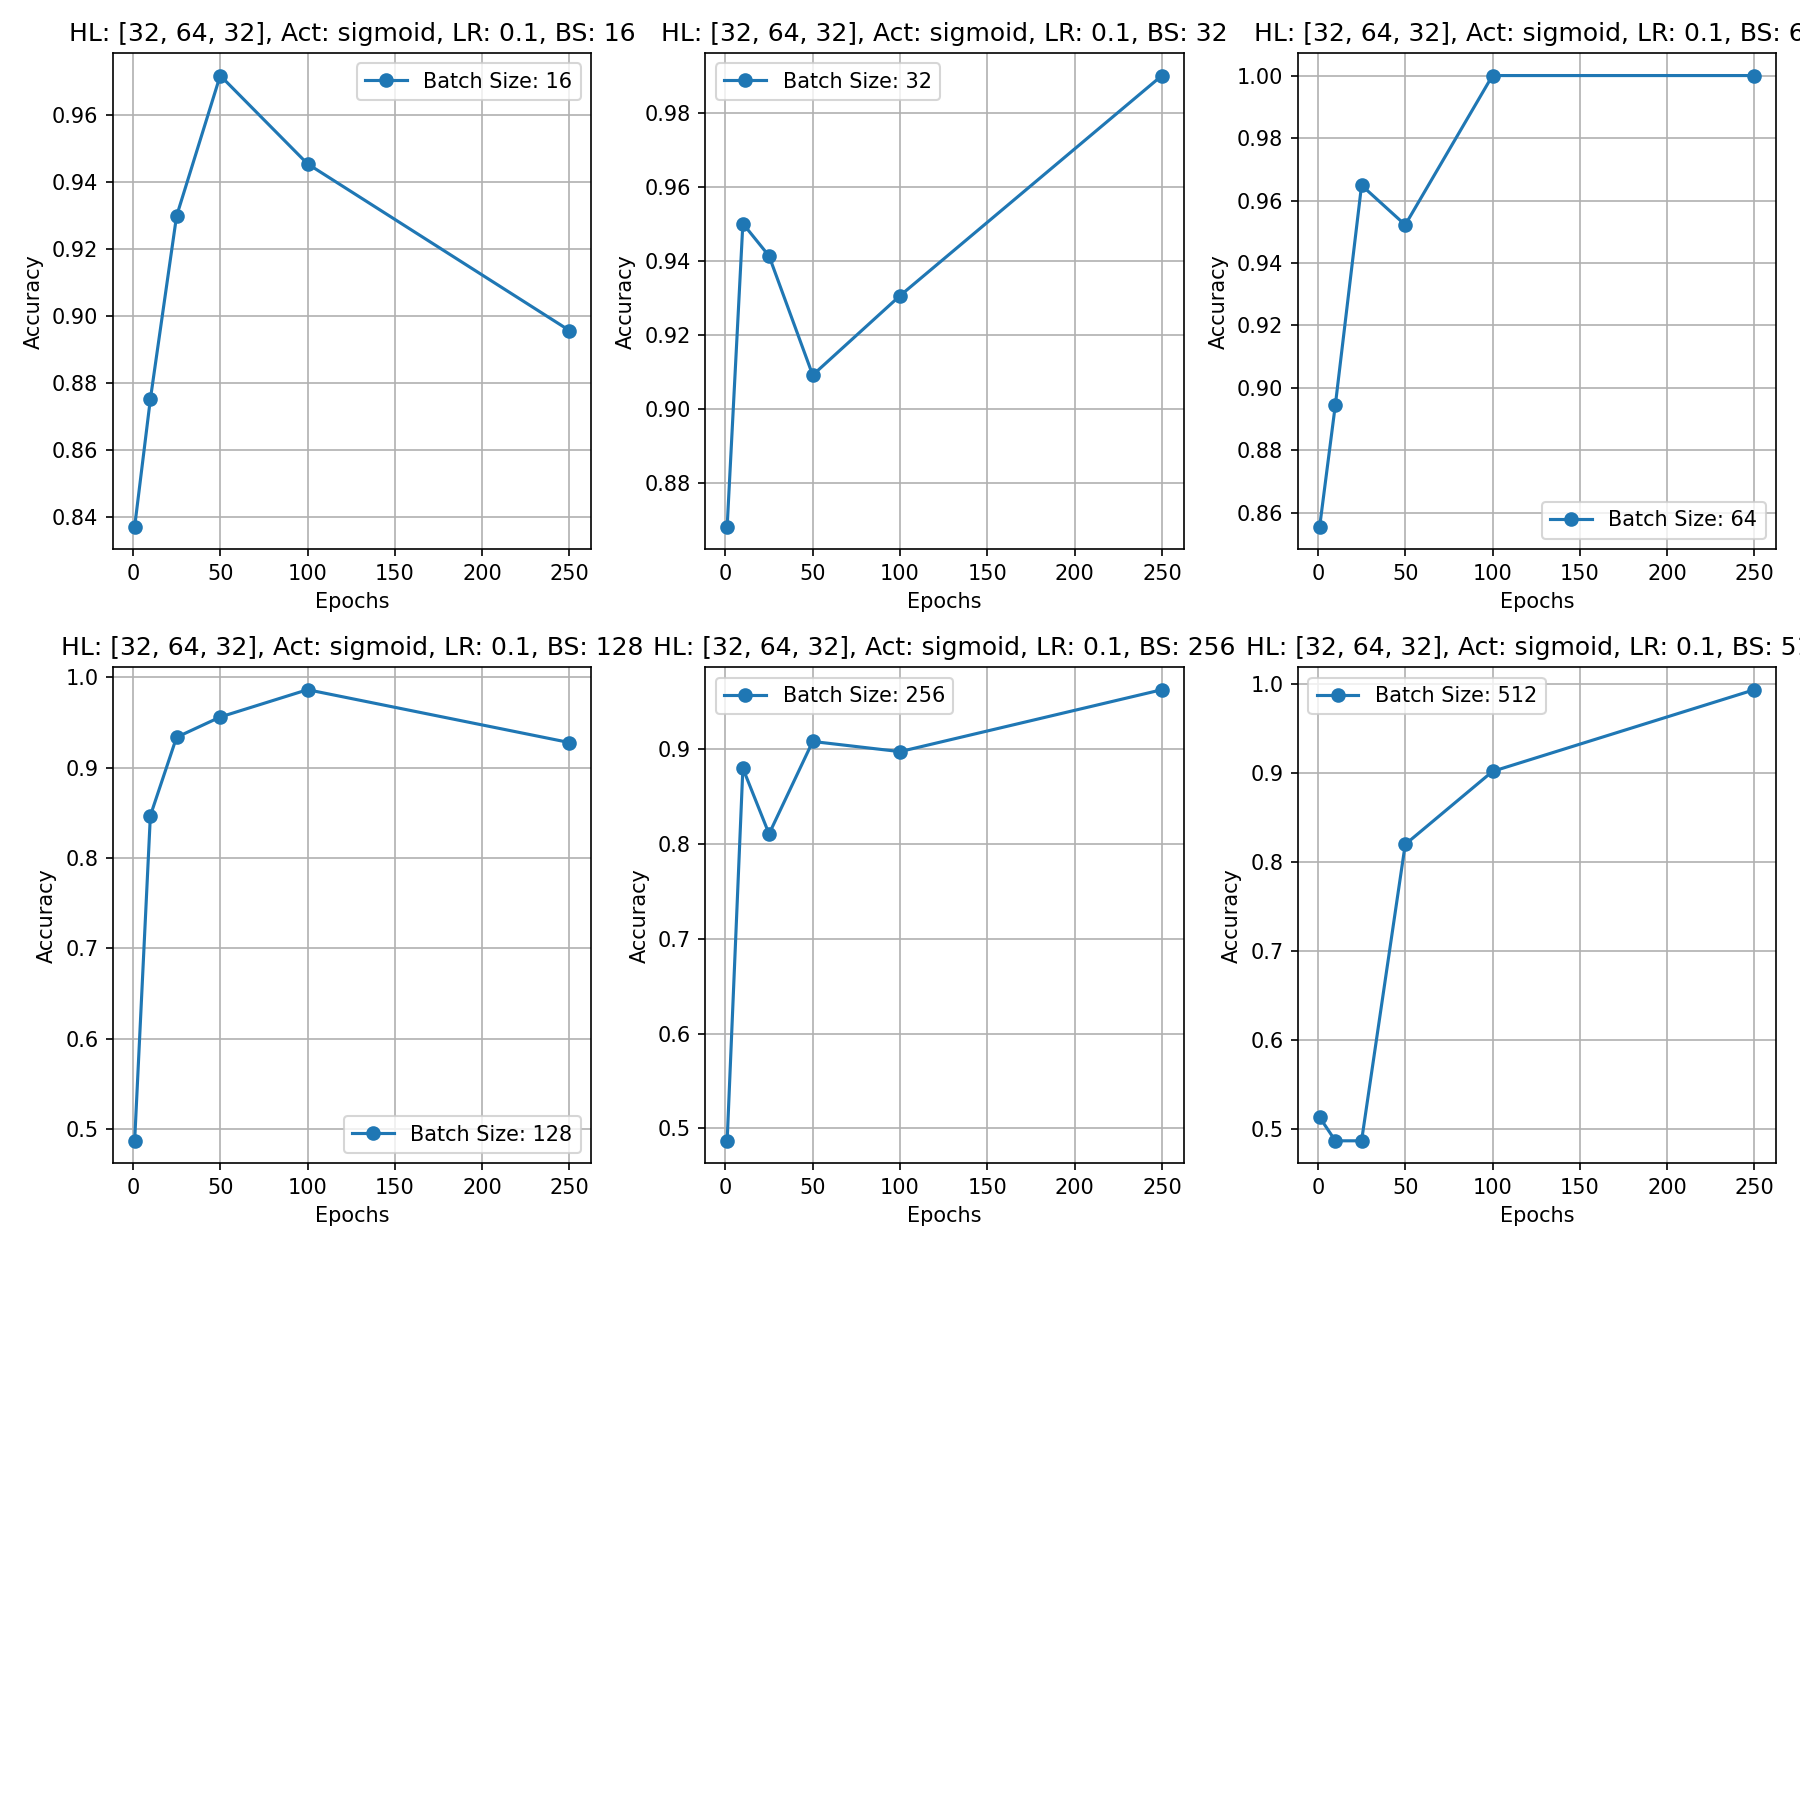 HL: [32, 64, 32], Act: sigmoid, LR: 0.1, BS: 16
Batch Size: 16
Accuracy
0.96
0.94
0.92
0.90
0.88
0.86
0.84
0 50 100 150 200 250
Epochs
HL: [32, 64, 32], Act: sigmoid, LR: 0.1, BS: 32
Batch Size: 32
Accuracy
0.98
0.96
0.94
0.92
0.90
0.88
0 50 100 150 200 250
Epochs
HL: [32, 64, 32], Act: sigmoid, LR: 0.1, BS: 6
Accuracy
1.00
0.98
0.96
0.94
0.92
0.90
0.88
0.86
Batch Size: 64
0 50 100 150 200 250
Epochs
HL: [32, 64, 32], Act: sigmoid, LR: 0.1, BS: 128
Accuracy
1.0
0.9
0.8
0.7
0.6
0.5
Batch Size: 128
0 50 100 150 200 250
Epochs
HL: [32, 64, 32], Act: sigmoid, LR: 0.1, BS: 256
Batch Size: 256
Accuracy
0.9
0.8
0.7
0.6
0.5
0 50 100 150 200 250
Epochs
HL: [32, 64, 32], Act: sigmoid, LR: 0.1, BS: 51
Batch Size: 512
Accuracy
1.0
0.9
0.8
0.7
0.6
0.5
0 50 100 150 200 250
Epochs